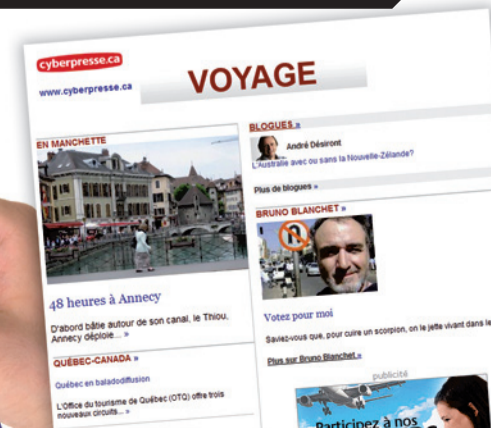 cyberpresse.ca
www.cyberpresse.ca
VOYAGE
EN MANCHETTE
48 heures à Annecy
D'abord bâtie autour de son canal, le Thiou,
Annecy déploie... »
QUÉBEC-CANADA »
Québec en baladodiffusion
L'Office du tourisme de Québec (OTQ) offre trois
nouveaux circuits... »
BLOGUES »
André Désiront
L'Australie avec ou sans la Nouvelle-Zélande?
Plus de blogues »
BRUNO BLANCHET »
Votez pour moi
Saviez-vous que, pour cuire un scorpion, on le jette vivant dans le
Plus sur Bruno Blanchet »
publicité
Participez à nos